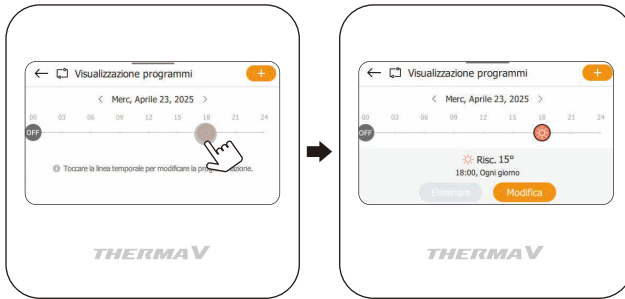 Visualizzazione programmi
+
Merc, Aprile 23, 2025
00 03 06 09 12 15 18 21 24
OFF
Toccare la linea temporale per modificare la programmazione.
THERMA V
Visualizzazione programmi
+
Merc, Aprile 23, 2025
00 03 06 09 12 15 18 21 24
OFF
Risc. 15°
18:00, Ogni giorno
Eliminare Modifica
THERMA V